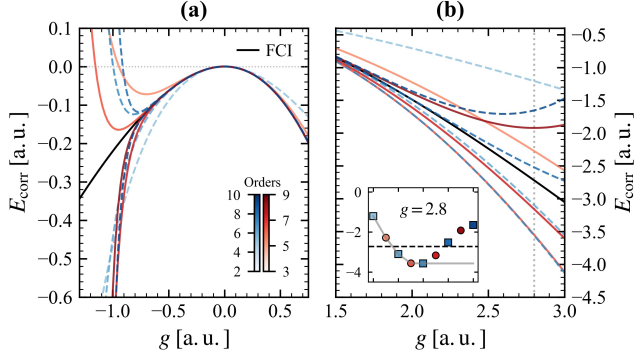 (a)
(b)
0.1
0.0
−0.1
−0.2
−0.3
−0.4
−0.5
−0.6
E_corr [a.u.]
FCI
Orders
10 9
8 7
6
4 5
2 3
−1.0 −0.5 0.0 0.5
g [a.u.]
E_corr [a.u.]
−0.5
−1.0
−1.5
−2.0
−2.5
−3.0
−3.5
−4.0
−4.5
g = 2.8
0
−2
−4
1.5 2.0 2.5 3.0
g [a.u.]